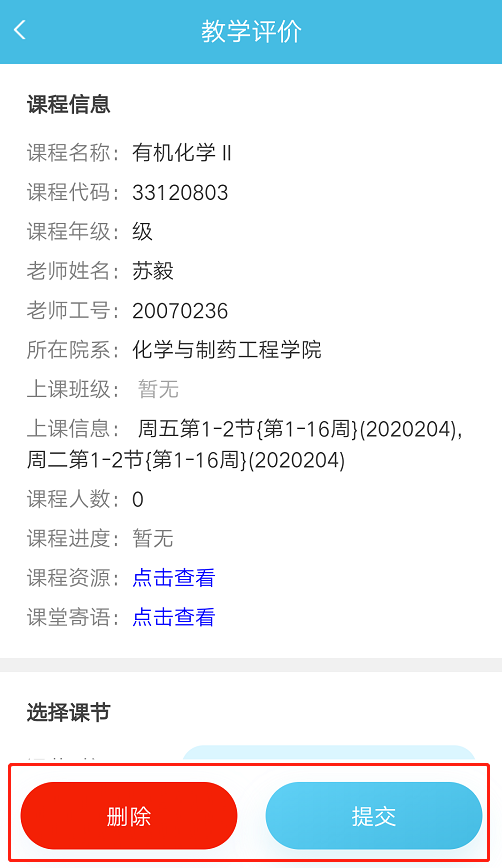 教学评价
课程信息
课程名称：有机化学 II
课程代码：33120803
课程年级：级
老师姓名：苏毅
老师工号：20070236
所在院系：化学与制药工程学院
上课班级：暂无
上课信息：周五第1-2节{第1-16周}(2020204),
周二第1-2节{第1-16周}(2020204)
课程人数：0
课程进度：暂无
课程资源：点击查看
课堂寄语：点击查看
选择课节
删除 提交